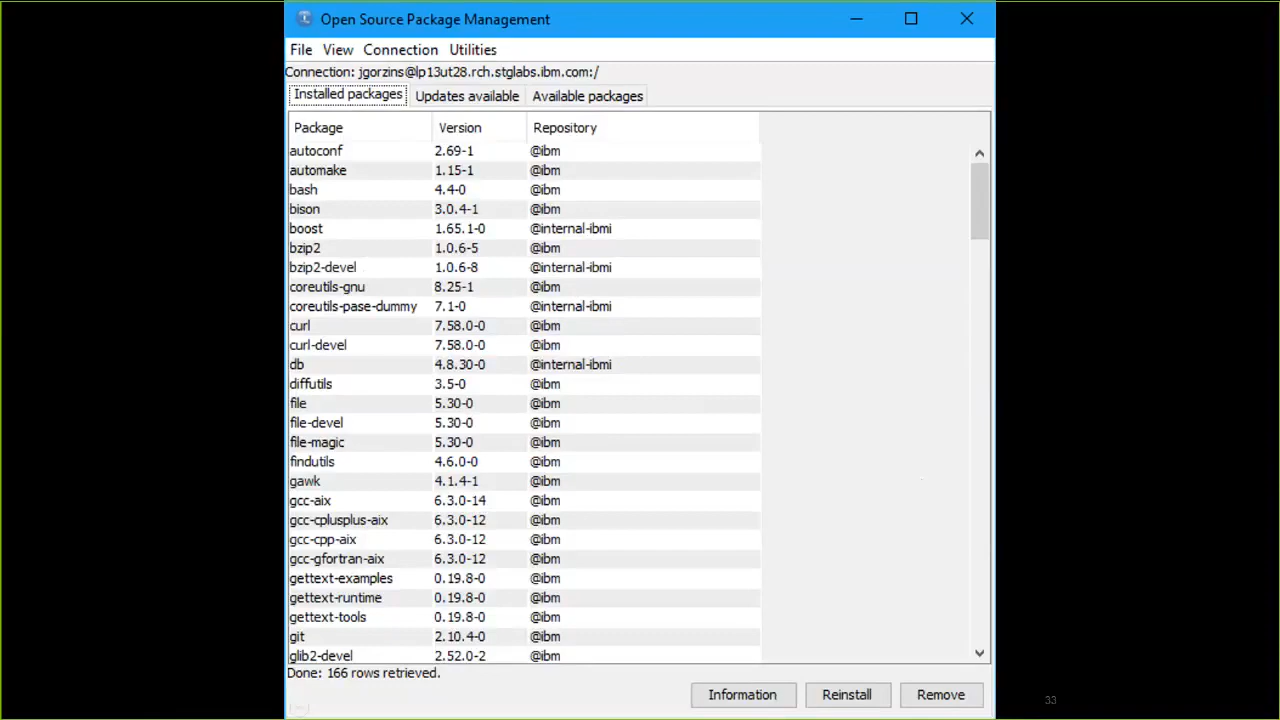 Open Source Package Management
File View Connection Utilities
Connection: jgorzins@lp13ut28.rch.stglabs.ibm.com:/
Installed packages Updates available Available packages
Package Version Repository
autoconf 2.69-1 @ibm
automake 1.15-1 @ibm
bash 4.4-0 @ibm
bison 3.0.4-1 @ibm
boost 1.65.1-0 @internal-ibmi
bzip2 1.0.6-5 @ibm
bzip2-devel 1.0.6-8 @internal-ibmi
coreutils-gnu 8.25-1 @ibm
coreutils-pase-dummy 7.1-0 @internal-ibmi
curl 7.58.0-0 @ibm
curl-devel 7.58.0-0 @ibm
db 4.8.30-0 @internal-ibmi
diffutils 3.5-0 @ibm
file 5.30-0 @ibm
file-devel 5.30-0 @ibm
file-magic 5.30-0 @ibm
findutils 4.6.0-0 @ibm
gawk 4.1.4-1 @ibm
gcc-aix 6.3.0-14 @ibm
gcc-cplusplus-aix 6.3.0-12 @ibm
gcc-cpp-aix 6.3.0-12 @ibm
gcc-gfortran-aix 6.3.0-12 @ibm
gettext-examples 0.19.8-0 @ibm
gettext-runtime 0.19.8-0 @ibm
gettext-tools 0.19.8-0 @ibm
git 2.10.4-0 @ibm
glib2-devel 2.52.0-2 @ibm
Done: 166 rows retrieved.
Information Reinstall Remove
33